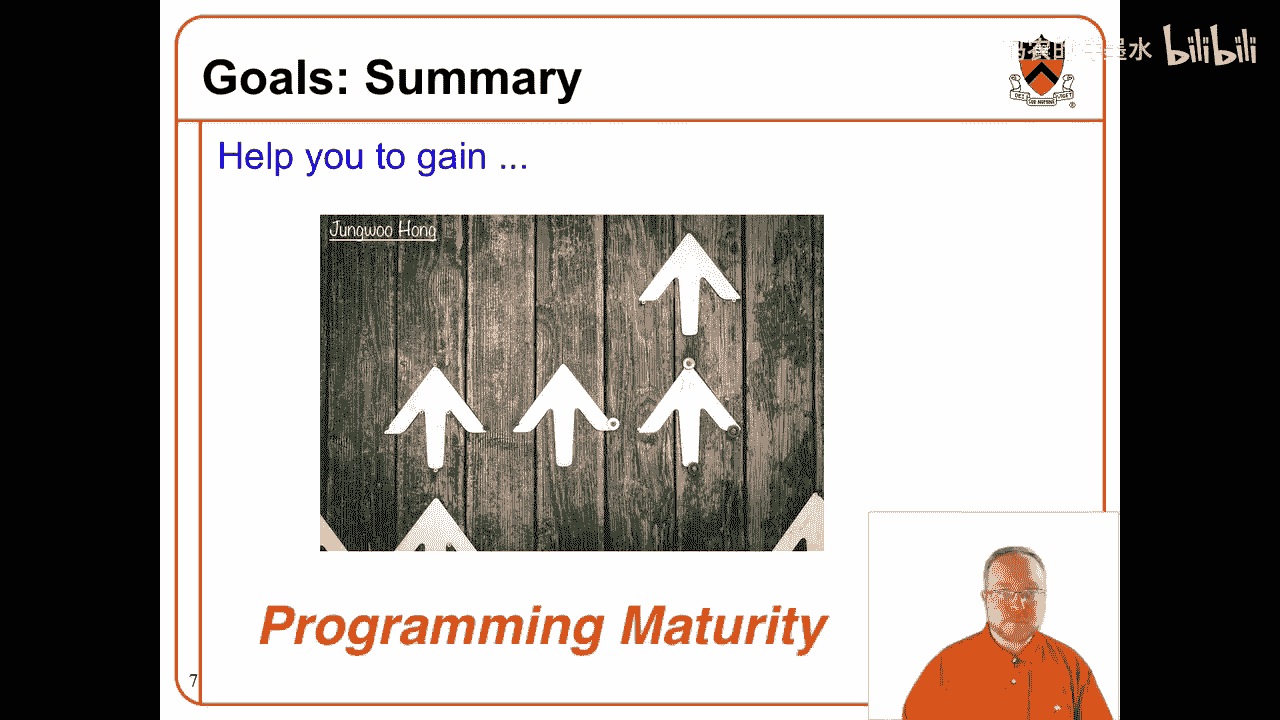 Goals: Summary
bilibili
Help you to gain ...
Jungwoo Hong
Programming Maturity
7